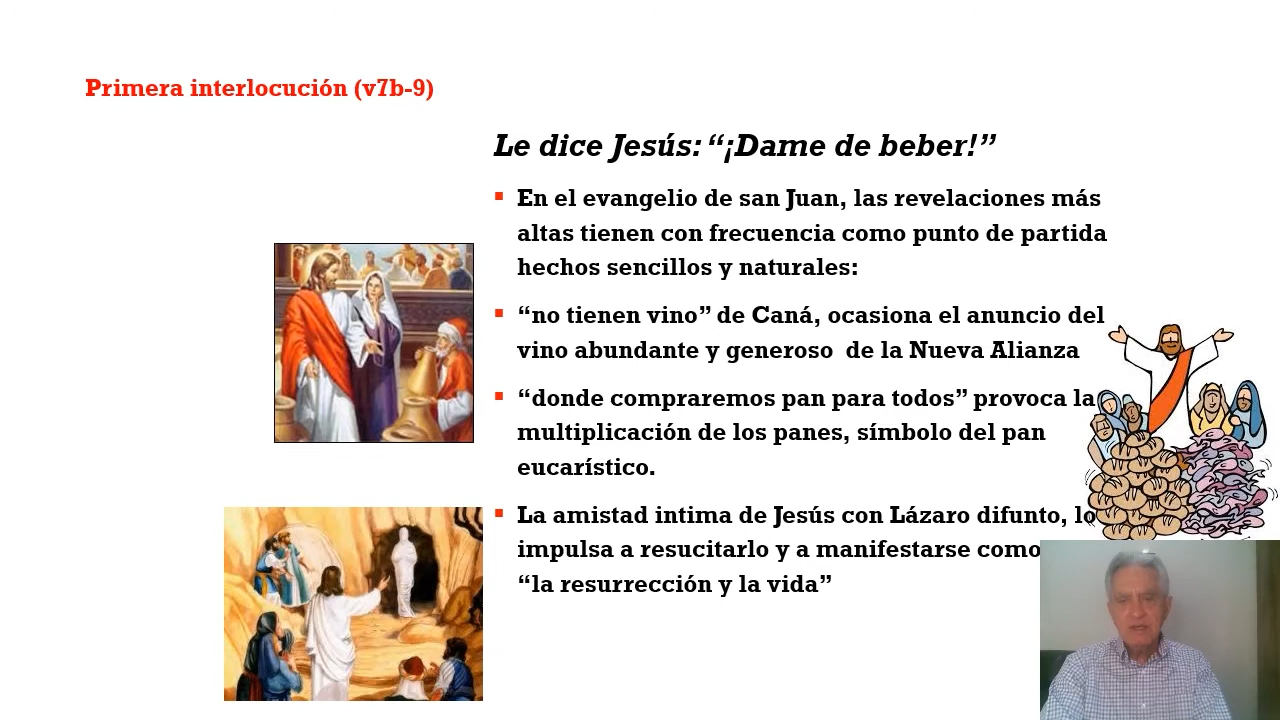 Primera interlocución (v7b-9)
Le dice Jesús: “¡Dame de beber!”
En el evangelio de san Juan, las revelaciones más
altas tienen con frecuencia como punto de partida
hechos sencillos y naturales:
“no tienen vino” de Caná, ocasiona el anuncio del
vino abundante y generoso  de la Nueva Alianza
“donde compraremos pan para todos” provoca la
multiplicación de los panes, símbolo del pan
eucarístico.
La amistad intima de Jesús con Lázaro difunto, lo
impulsa a resucitarlo y a manifestarse como
“la resurrección y la vida”